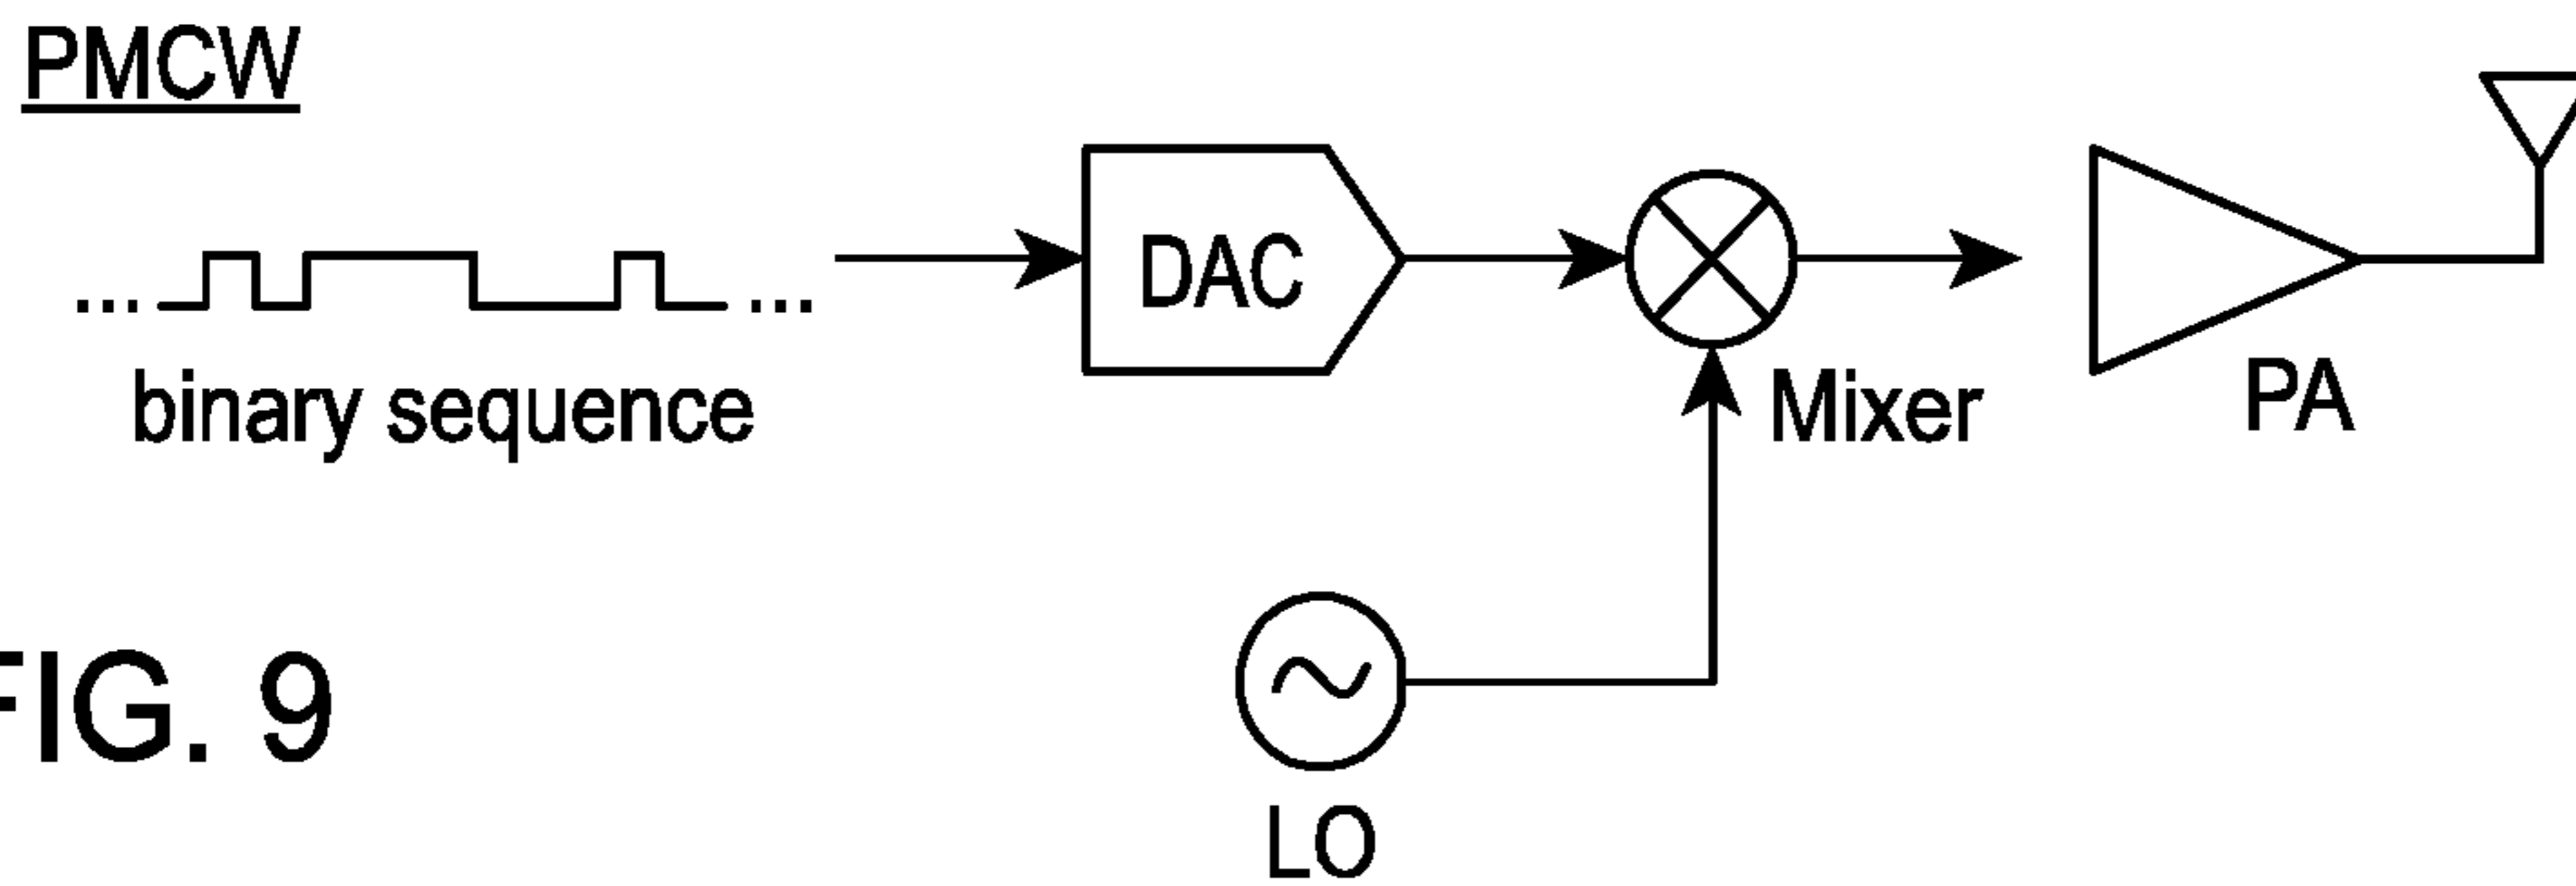 PMCW
... ...
DAC
binary sequence
Mixer
PA
FIG. 9
LO